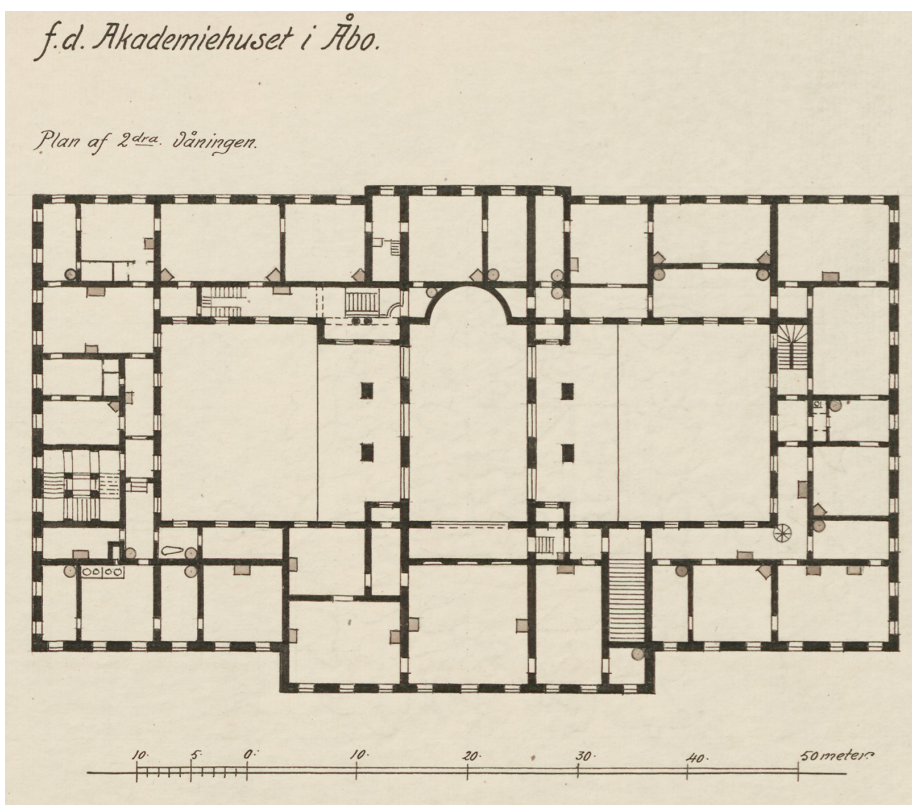 f.d. Akademiehuset i Åbo.
Plan af 2dra. våningen.
10. 5. 0. 10. 20. 30. 40. 50 meter